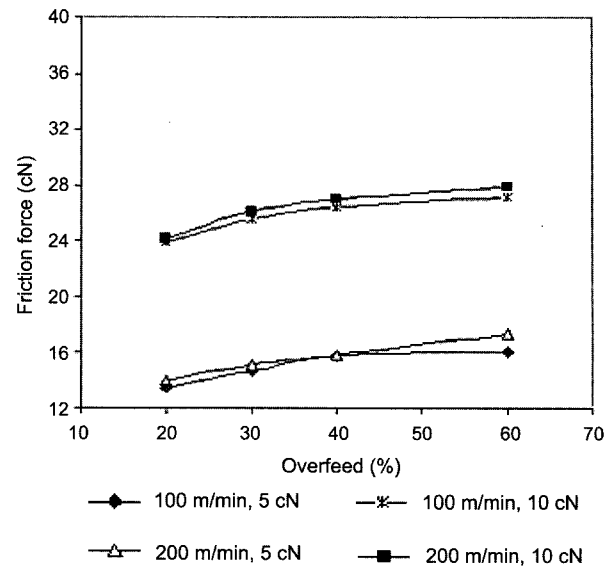 40
36
32
28
24
20
16
12
Friction force (cN)
10 20 30 40 50 60 70
Overfeed (%)
100 m/min, 5 cN 100 m/min, 10 cN
200 m/min, 5 cN 200 m/min, 10 cN